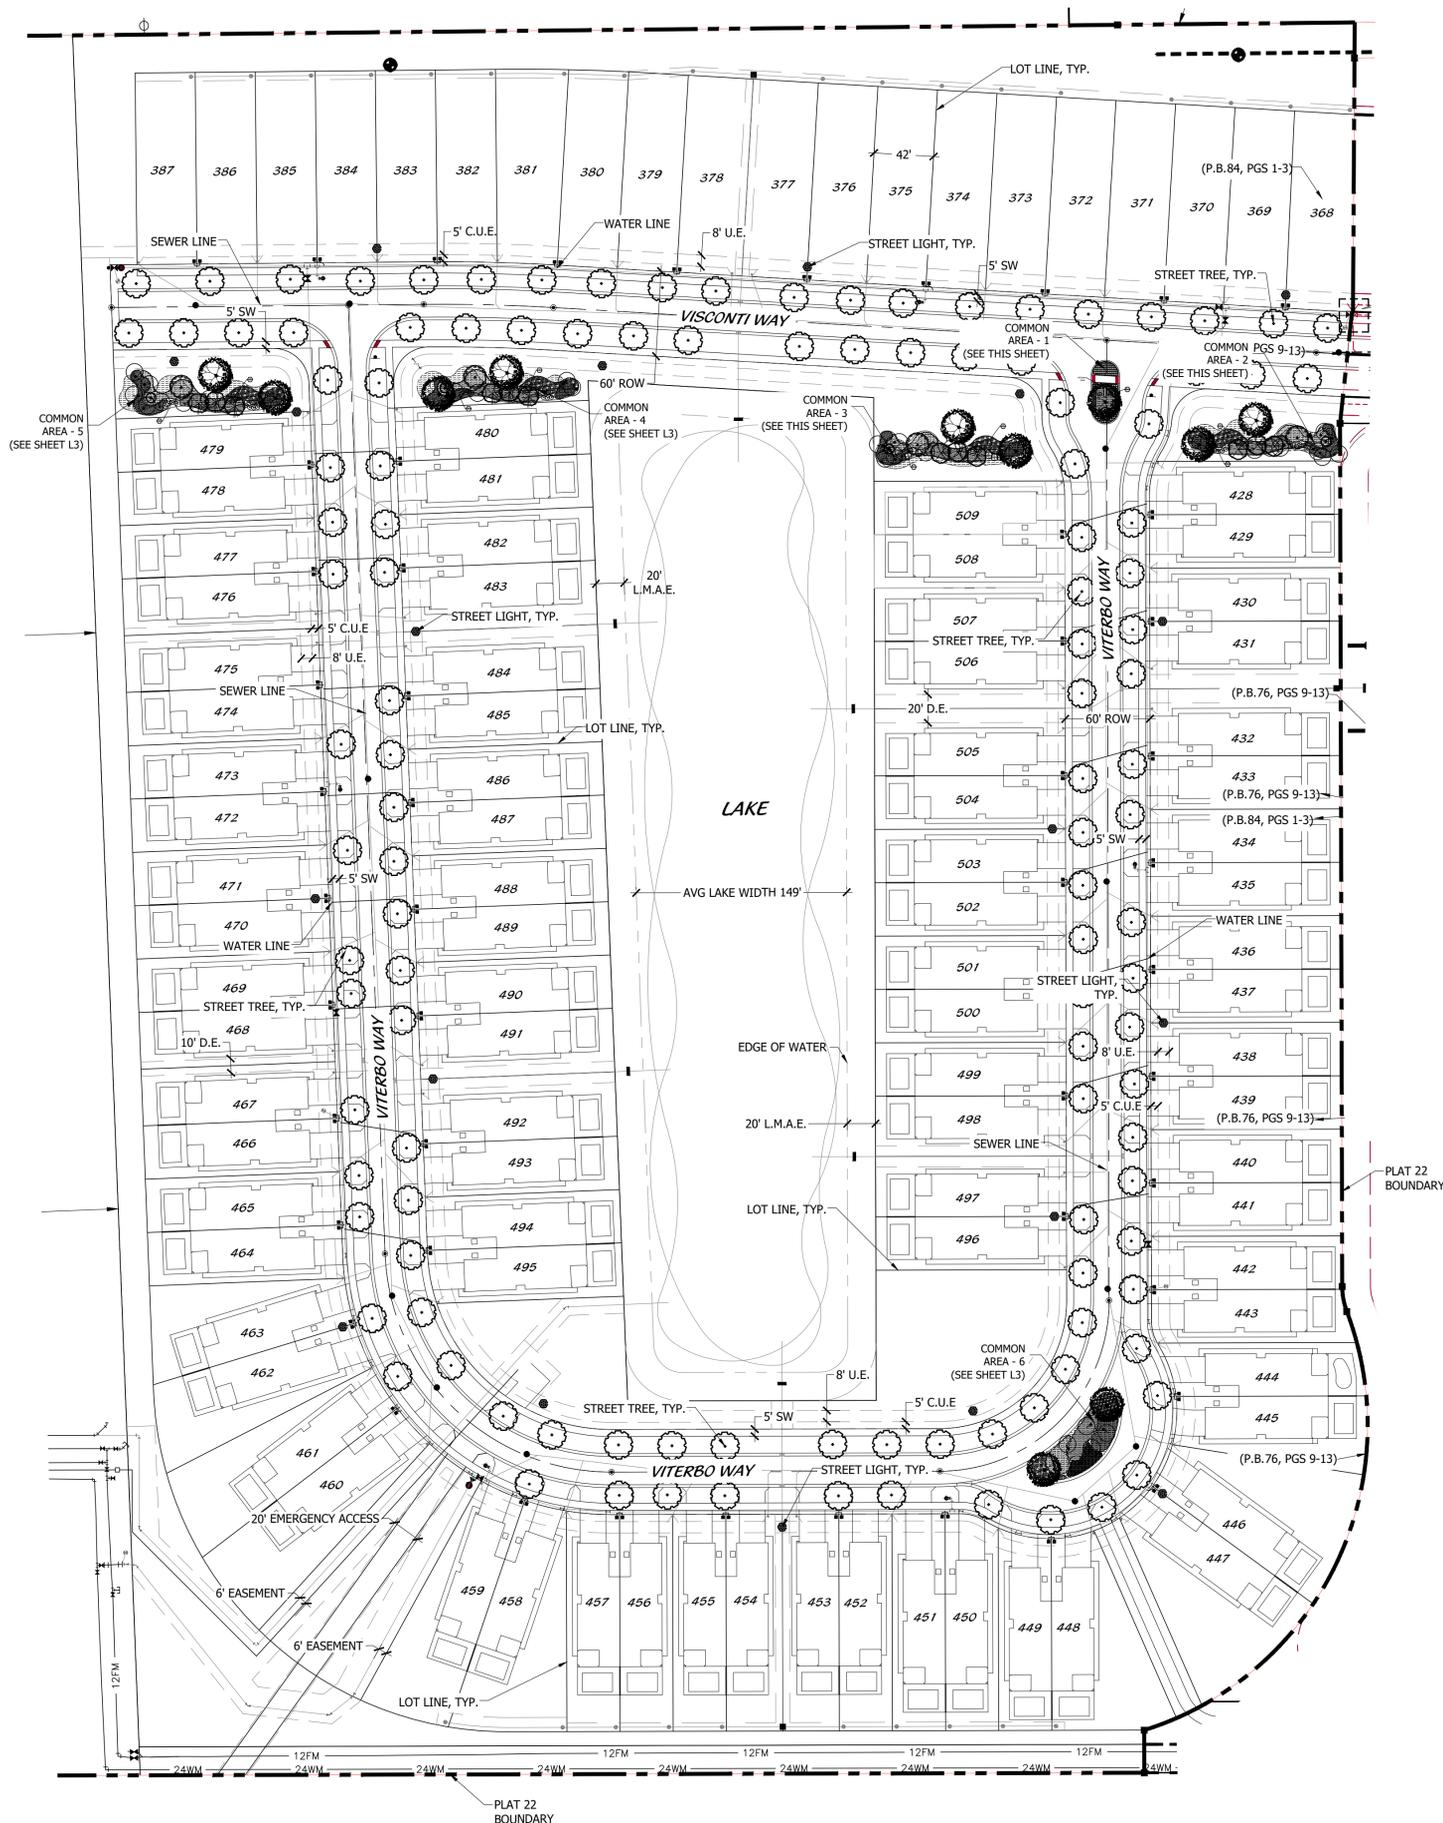 LOT LINE, TYP.
387
386
385
384
383
382
381
380
379
378
377
376
375
374
373
372
371
370
369
368
42'
(P.B.84, PGS 1-3)
SEWER LINE
5' C.U.E.
WATER LINE
8' U.E.
STREET LIGHT, TYP.
5' SW
STREET TREE, TYP.
5' SW
VISCONTI WAY
COMMON
AREA - 1
(SEE THIS SHEET)
COMMON
AREA - 2
(SEE THIS SHEET)
PGS 9-13)
60' ROW
COMMON
AREA - 5
(SEE SHEET L3)
COMMON
AREA - 4
(SEE SHEET L3)
COMMON
AREA - 3
(SEE THIS SHEET)
479
478
477
476
475
474
473
472
471
470
469
468
467
466
465
464
463
462
461
460
480
481
482
483
484
485
486
487
488
489
490
491
492
493
494
495
20'
L.M.A.E.
STREET LIGHT, TYP.
5' C.U.E
8' U.E.
SEWER LINE
LOT LINE, TYP.
5' SW
WATER LINE
STREET TREE, TYP.
10' D.E.
VITERBO WAY
LAKE
AVG LAKE WIDTH 149'
EDGE OF WATER
20' L.M.A.E.
LOT LINE, TYP.
509
508
507
506
505
504
503
502
501
500
499
498
497
496
STREET TREE, TYP.
VITERBO WAY
20' D.E.
60' ROW
5' SW
STREET LIGHT,
TYP.
WATER LINE
8' U.E.
5' C.U.E
SEWER LINE
428
429
430
431
432
433
434
435
436
437
438
439
440
441
442
443
444
445
446
447
(P.B.76, PGS 9-13)
(P.B.76, PGS 9-13)
(P.B.84, PGS 1-3)
(P.B.76, PGS 9-13)
PLAT 22
BOUNDARY
COMMON
AREA - 6
(SEE SHEET L3)
8' U.E.
STREET TREE, TYP.
5' SW
5' C.U.E
VITERBO WAY
STREET LIGHT, TYP.
(P.B.76, PGS 9-13)
20' EMERGENCY ACCESS
6' EASEMENT
6' EASEMENT
LOT LINE, TYP.
459
458
457
456
455
454
453
452
451
450
449
448
12FM
12FM
12FM
12FM
12FM
12FM
24WM
24WM
24WM
24WM
24WM
24WM
24WM
24WM
24WM
PLAT 22
BOUNDARY